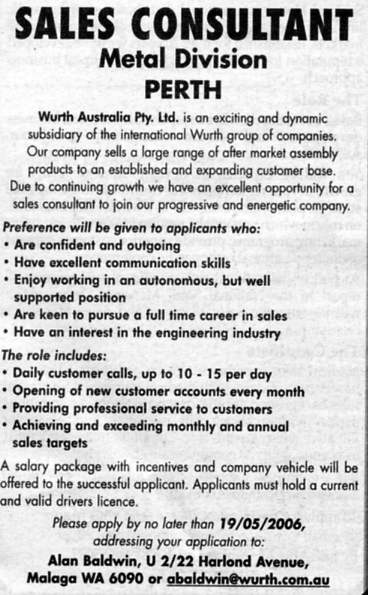 SALES CONSULTANT
Metal Division
PERTH
Wurth Australia Pty. Ltd. is an exciting and dynamic
subsidiary of the international Wurth group of companies.
Our company sells a large range of after market assembly
products to an established and expanding customer base.
Due to continuing growth we have an excellent opportunity for a
sales consultant to join our progressive and energetic company.
Preference will be given to applicants who:
• Are confident and outgoing
• Have excellent communication skills
• Enjoy working in an autonomous, but well
supported position
• Are keen to pursue a full time career in sales
• Have an interest in the engineering industry
The role includes:
• Daily customer calls, up to 10 - 15 per day
• Opening of new customer accounts every month
• Providing professional service to customers
• Achieving and exceeding monthly and annual
sales targets
A salary package with incentives and company vehicle will be
offered to the successful applicant. Applicants must hold a current
and valid drivers licence.
Please apply by no later than 19/05/2006,
addressing your application to:
Alan Baldwin, U 2/22 Harlond Avenue,
Malaga WA 6090 or abaldwin@wurth.com.au